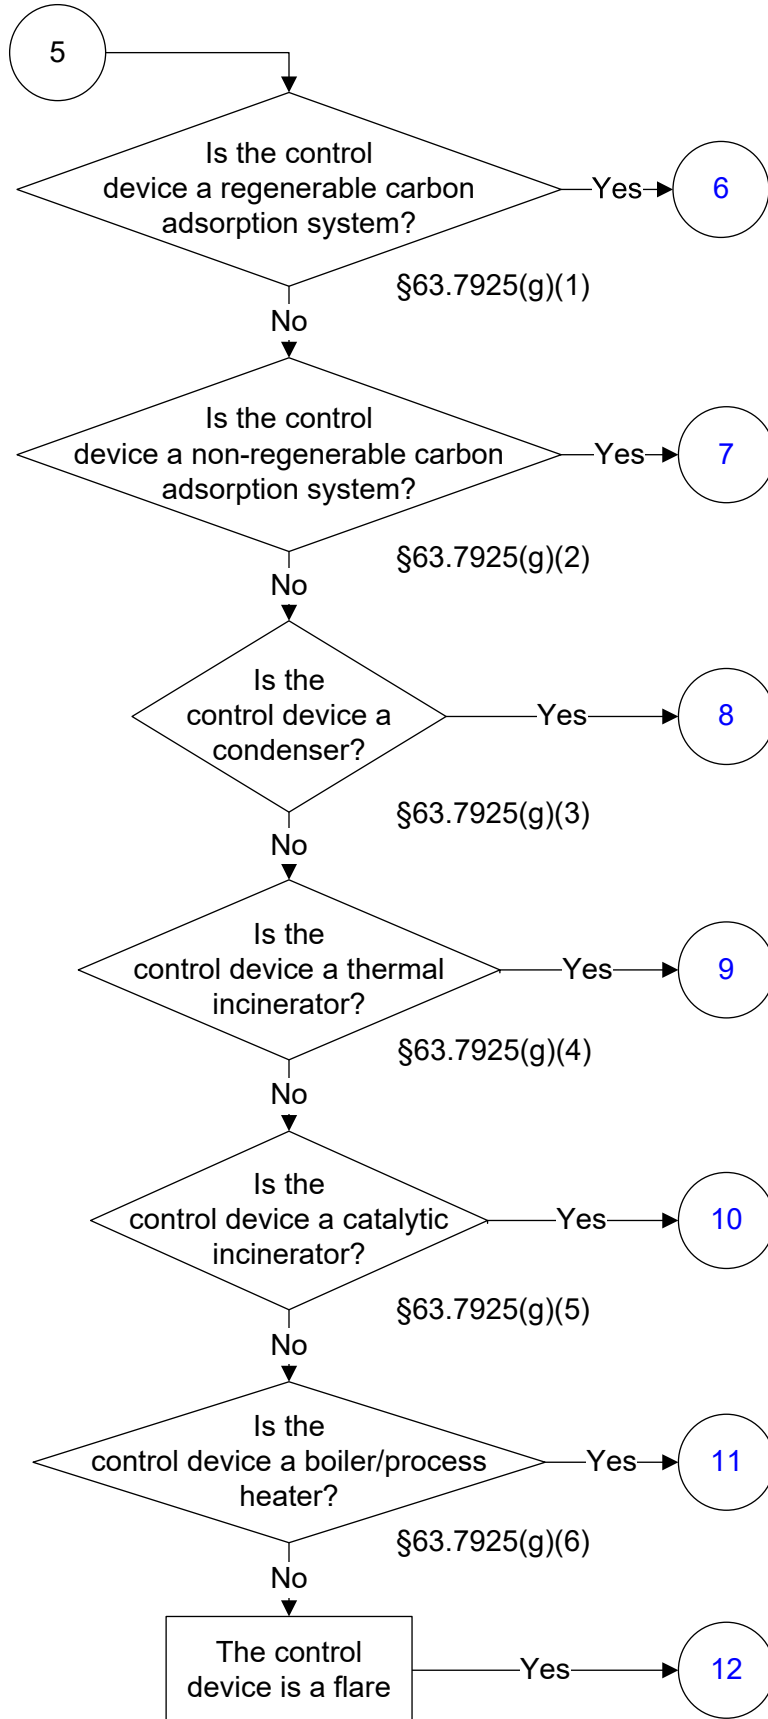 5
Is the control
device a regenerable carbon
adsorption system?
Yes
6
§63.7925(g)(1)
No
Is the control
device a non-regenerable carbon
adsorption system?
Yes
7
§63.7925(g)(2)
No
Is the
control device a
condenser?
Yes
8
§63.7925(g)(3)
No
Is the
control device a thermal
incinerator?
Yes
9
§63.7925(g)(4)
No
Is the
control device a catalytic
incinerator?
Yes
10
§63.7925(g)(5)
No
Is the
control device a boiler/process
heater?
Yes
11
§63.7925(g)(6)
No
The control
device is a flare
Yes
12